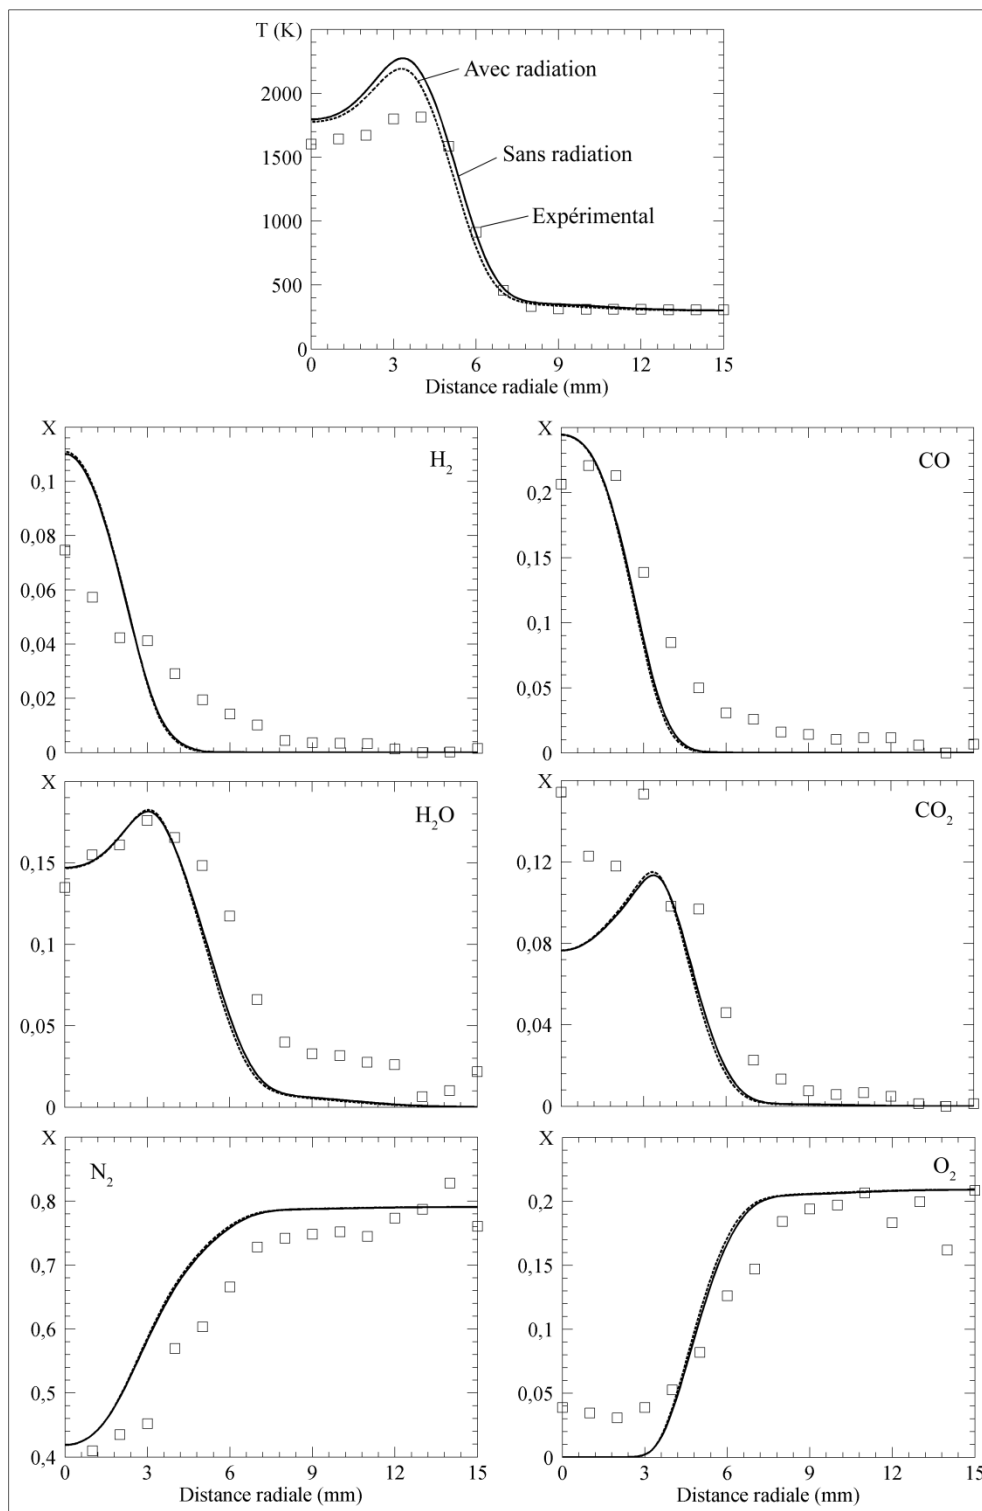 T (K)
2000
1500
1000
500
0
Avec radiation
Sans radiation
Expérimental
0 3 6 9 12 15
Distance radiale (mm)
X
H2
0,1
0,08
0,06
0,04
0,02
0
X
CO
0,2
0,15
0,1
0,05
0
X
H2O
0,15
0,1
0,05
0
X
CO2
0,12
0,08
0,04
0
X
N2
0,8
0,7
0,6
0,5
0,4
0 3 6 9 12 15
Distance radiale (mm)
X
O2
0,2
0,15
0,1
0,05
0
0 3 6 9 12 15
Distance radiale (mm)